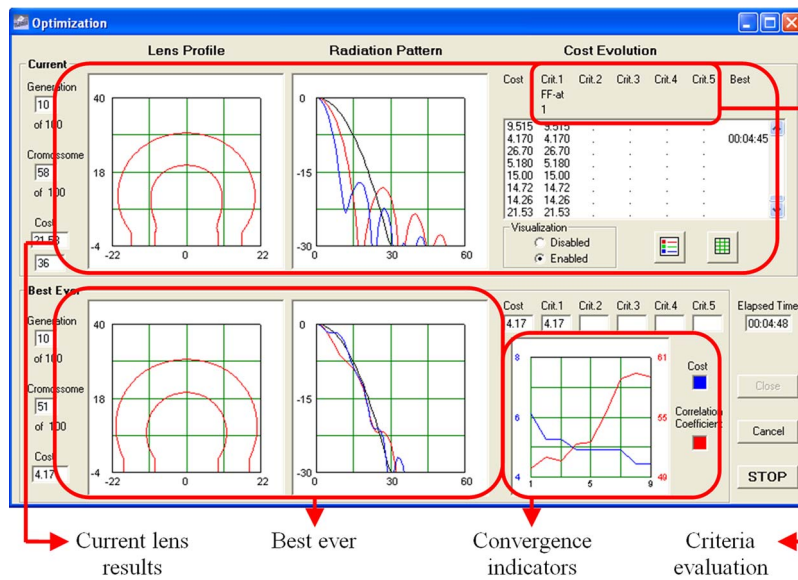 Optimization
Lens Profile
Radiation Pattern
Cost Evolution
Current
Generation
10
of 100
Cromossome
58
of 100
Cost
21.53
36
40
18
-4
-22
0
22
0
-15
-30
0
30
60
Cost Crit.1 Crit.2 Crit.3 Crit.4 Crit.5 Best
FF-at
1
9.515 9.515 . . . .
4.170 4.170 . . . . 00:04:45
26.70 26.70 . . . .
5.180 5.180 . . . .
15.00 15.00 . . . .
14.72 14.72 . . . .
14.26 14.26 . . . .
21.53 21.53 . . . .
Visualization
Disabled
Enabled
Best Ever
Generation
10
of 100
Cromossome
51
of 100
Cost
4.17
40
18
-4
-22
0
22
0
-15
-30
0
30
60
Cost Crit.1 Crit.2 Crit.3 Crit.4 Crit.5
4.17 4.17
Elapsed Time
00:04:48
8
6
4
61
55
49
1
5
9
Cost
Correlation
Coefficient
Close
Cancel
STOP
Current lens
results
Best ever
Convergence
indicators
Criteria
evaluation